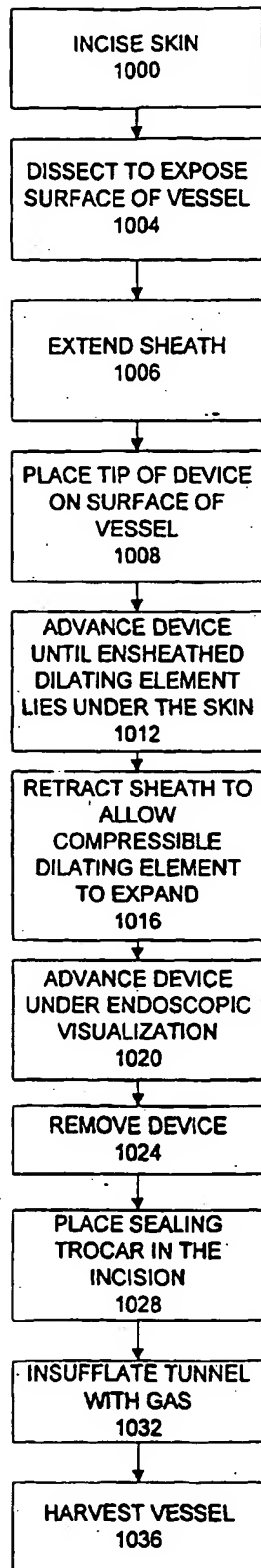 INCISE SKIN
1000
DISSECT TO EXPOSE
SURFACE OF VESSEL
1004
EXTEND SHEATH
1006
PLACE TIP OF DEVICE
ON SURFACE OF
VESSEL
1008
ADVANCE DEVICE
UNTIL ENSHEATHED
DILATING ELEMENT
LIES UNDER THE SKIN
1012
RETRACT SHEATH TO
ALLOW
COMPRESSIBLE
DILATING ELEMENT
TO EXPAND
1016
ADVANCE DEVICE
UNDER ENDOSCOPIC
VISUALIZATION
1020
REMOVE DEVICE
1024
PLACE SEALING
TROCAR IN THE
INCISION
1028
INSUFFLATE TUNNEL
WITH GAS
1032
HARVEST VESSEL
1036